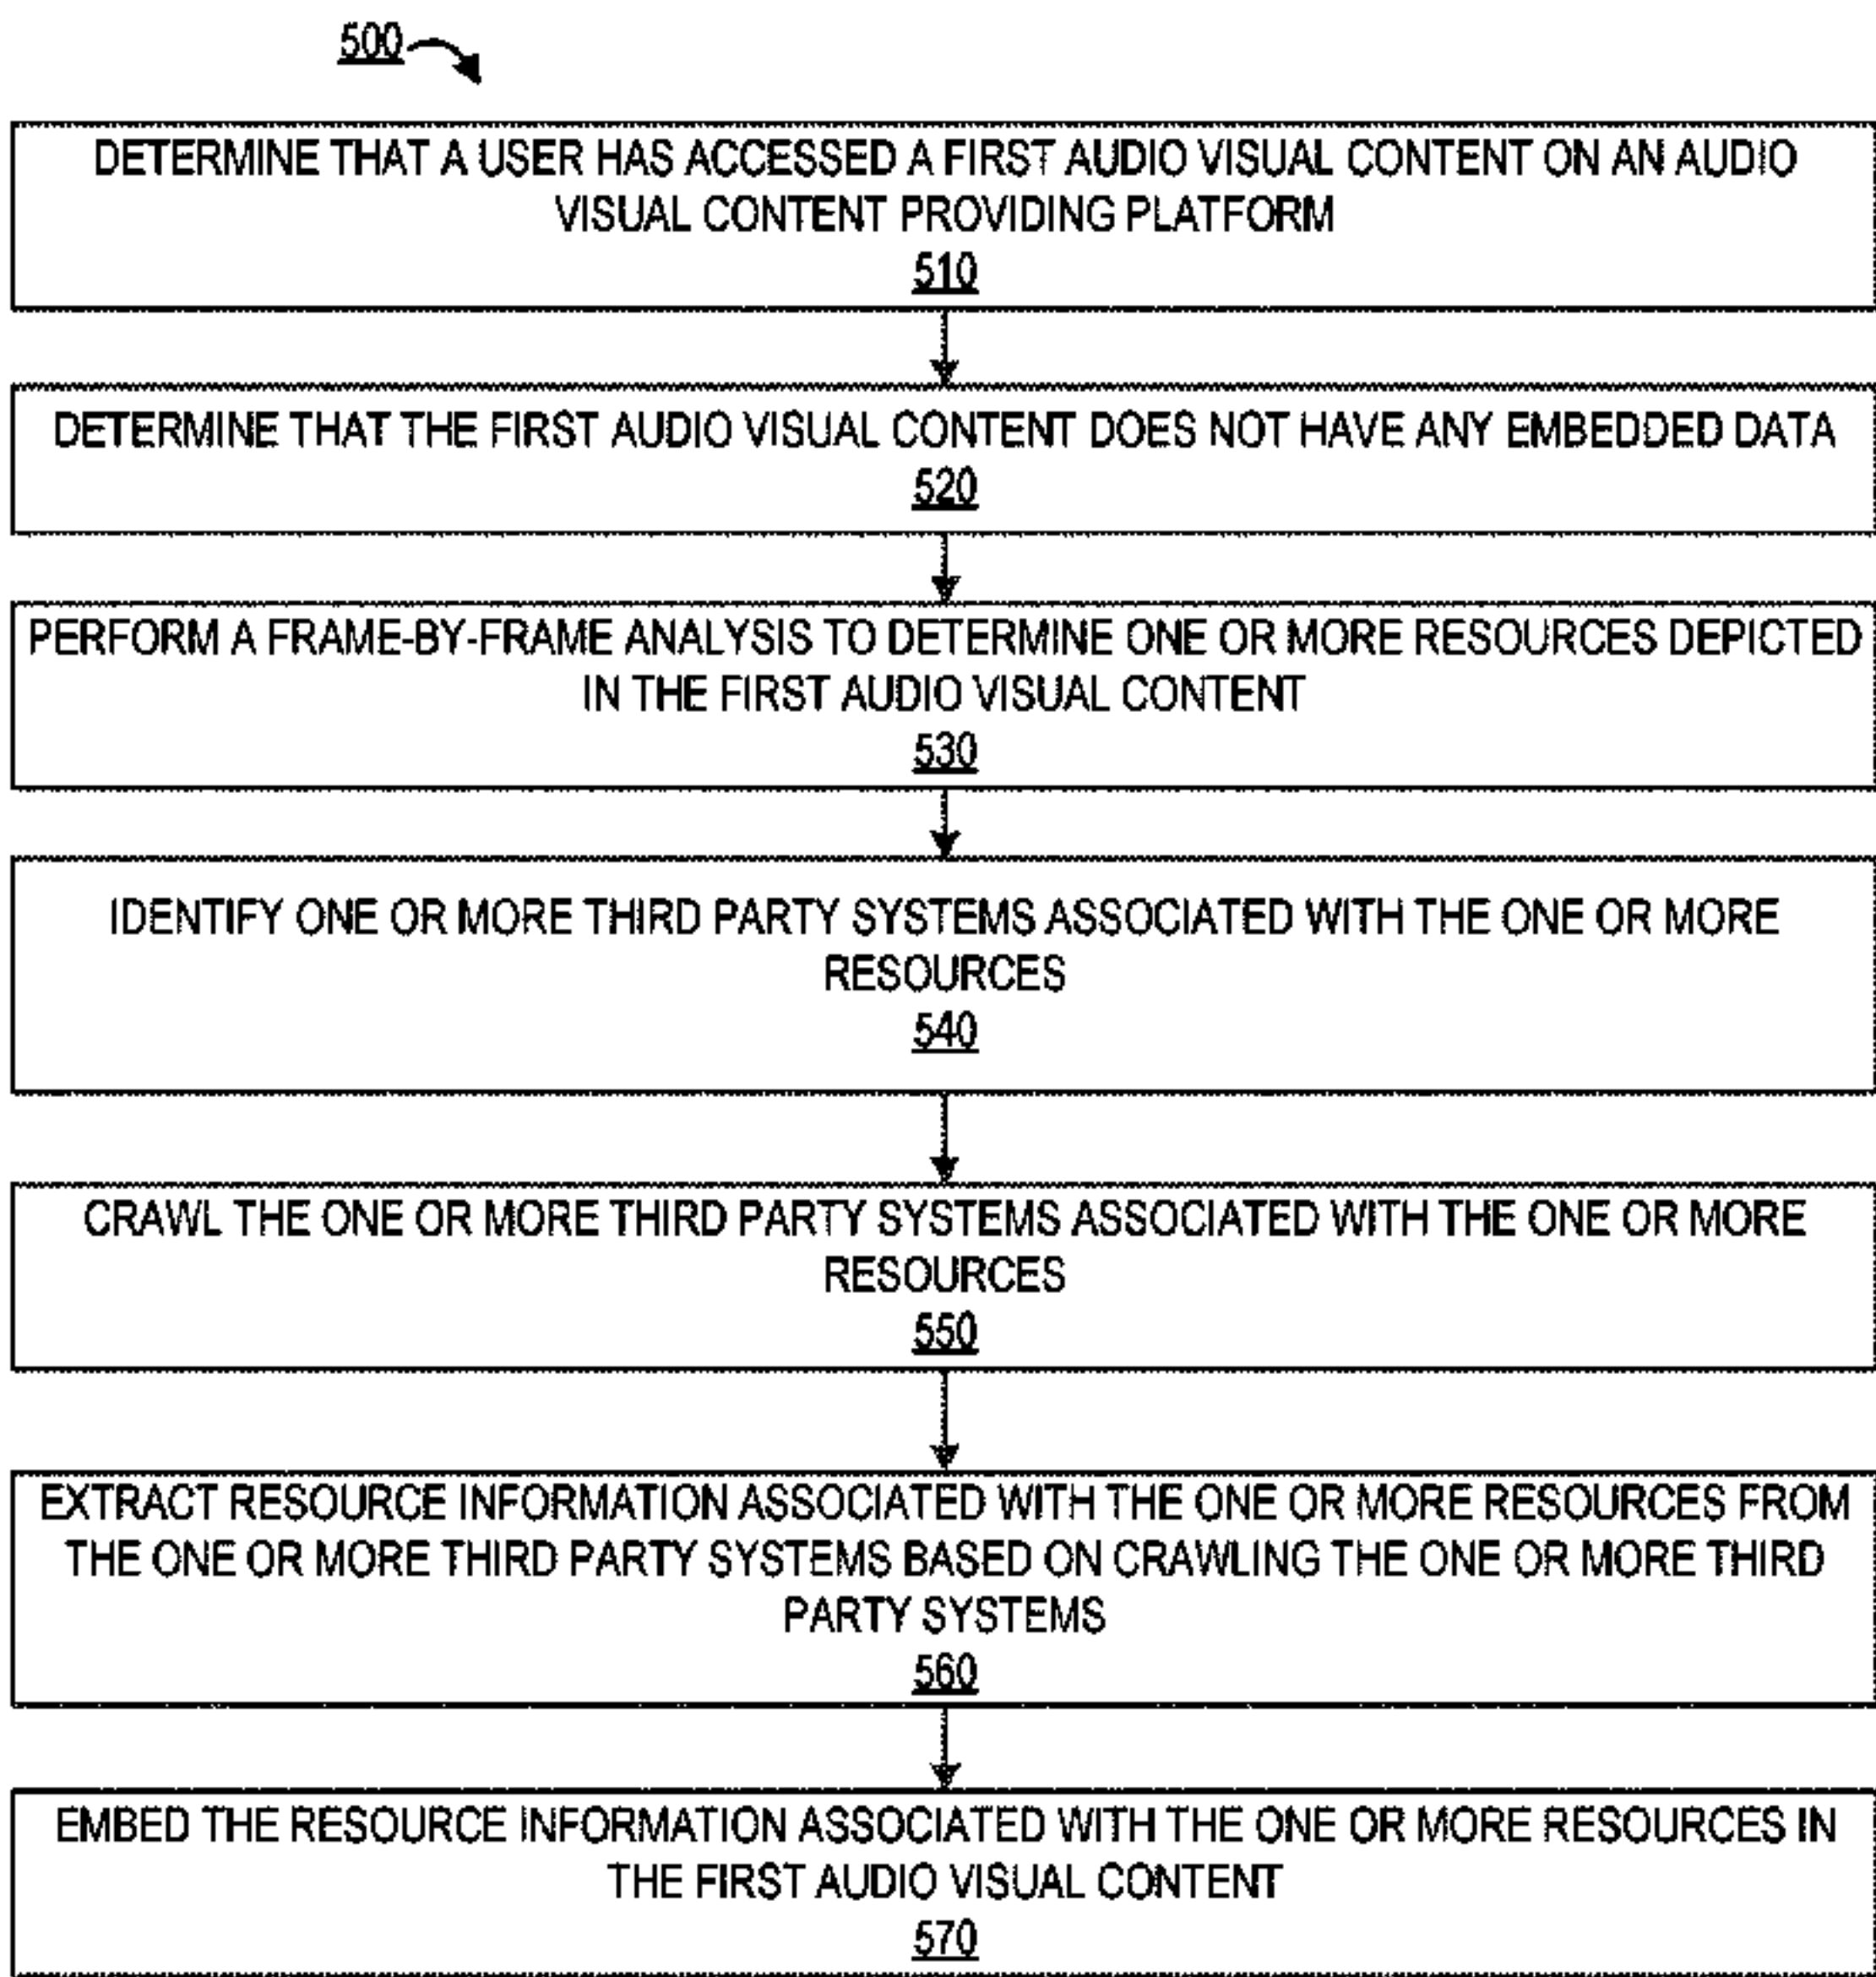 500
DETERMINE THAT A USER HAS ACCESSED A FIRST AUDIO VISUAL CONTENT ON AN AUDIO
VISUAL CONTENT PROVIDING PLATFORM
510
DETERMINE THAT THE FIRST AUDIO VISUAL CONTENT DOES NOT HAVE ANY EMBEDDED DATA
520
PERFORM A FRAME-BY-FRAME ANALYSIS TO DETERMINE ONE OR MORE RESOURCES DEPICTED
IN THE FIRST AUDIO VISUAL CONTENT
530
IDENTIFY ONE OR MORE THIRD PARTY SYSTEMS ASSOCIATED WITH THE ONE OR MORE
RESOURCES
540
CRAWL THE ONE OR MORE THIRD PARTY SYSTEMS ASSOCIATED WITH THE ONE OR MORE
RESOURCES
550
EXTRACT RESOURCE INFORMATION ASSOCIATED WITH THE ONE OR MORE RESOURCES FROM
THE ONE OR MORE THIRD PARTY SYSTEMS BASED ON CRAWLING THE ONE OR MORE THIRD
PARTY SYSTEMS
560
EMBED THE RESOURCE INFORMATION ASSOCIATED WITH THE ONE OR MORE RESOURCES IN
THE FIRST AUDIO VISUAL CONTENT
570